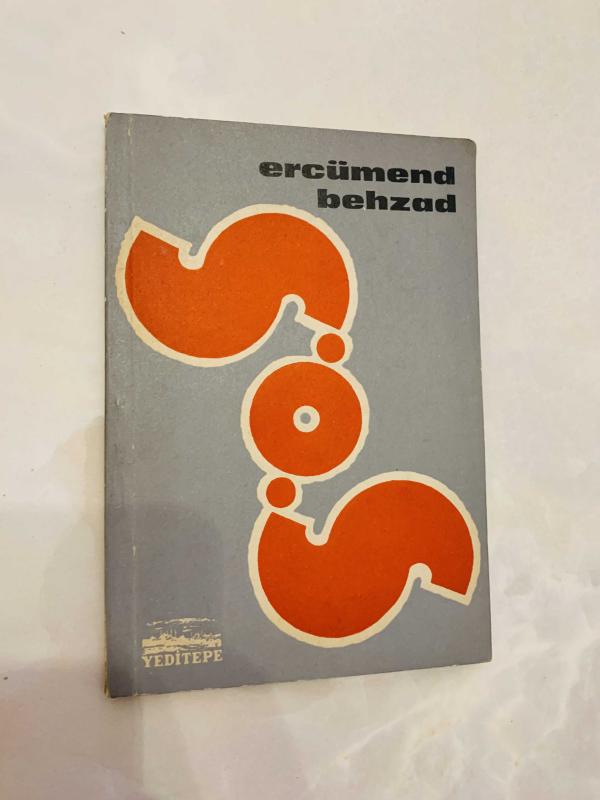 ercümend
behzad
S.O.S
YEDİTEPE